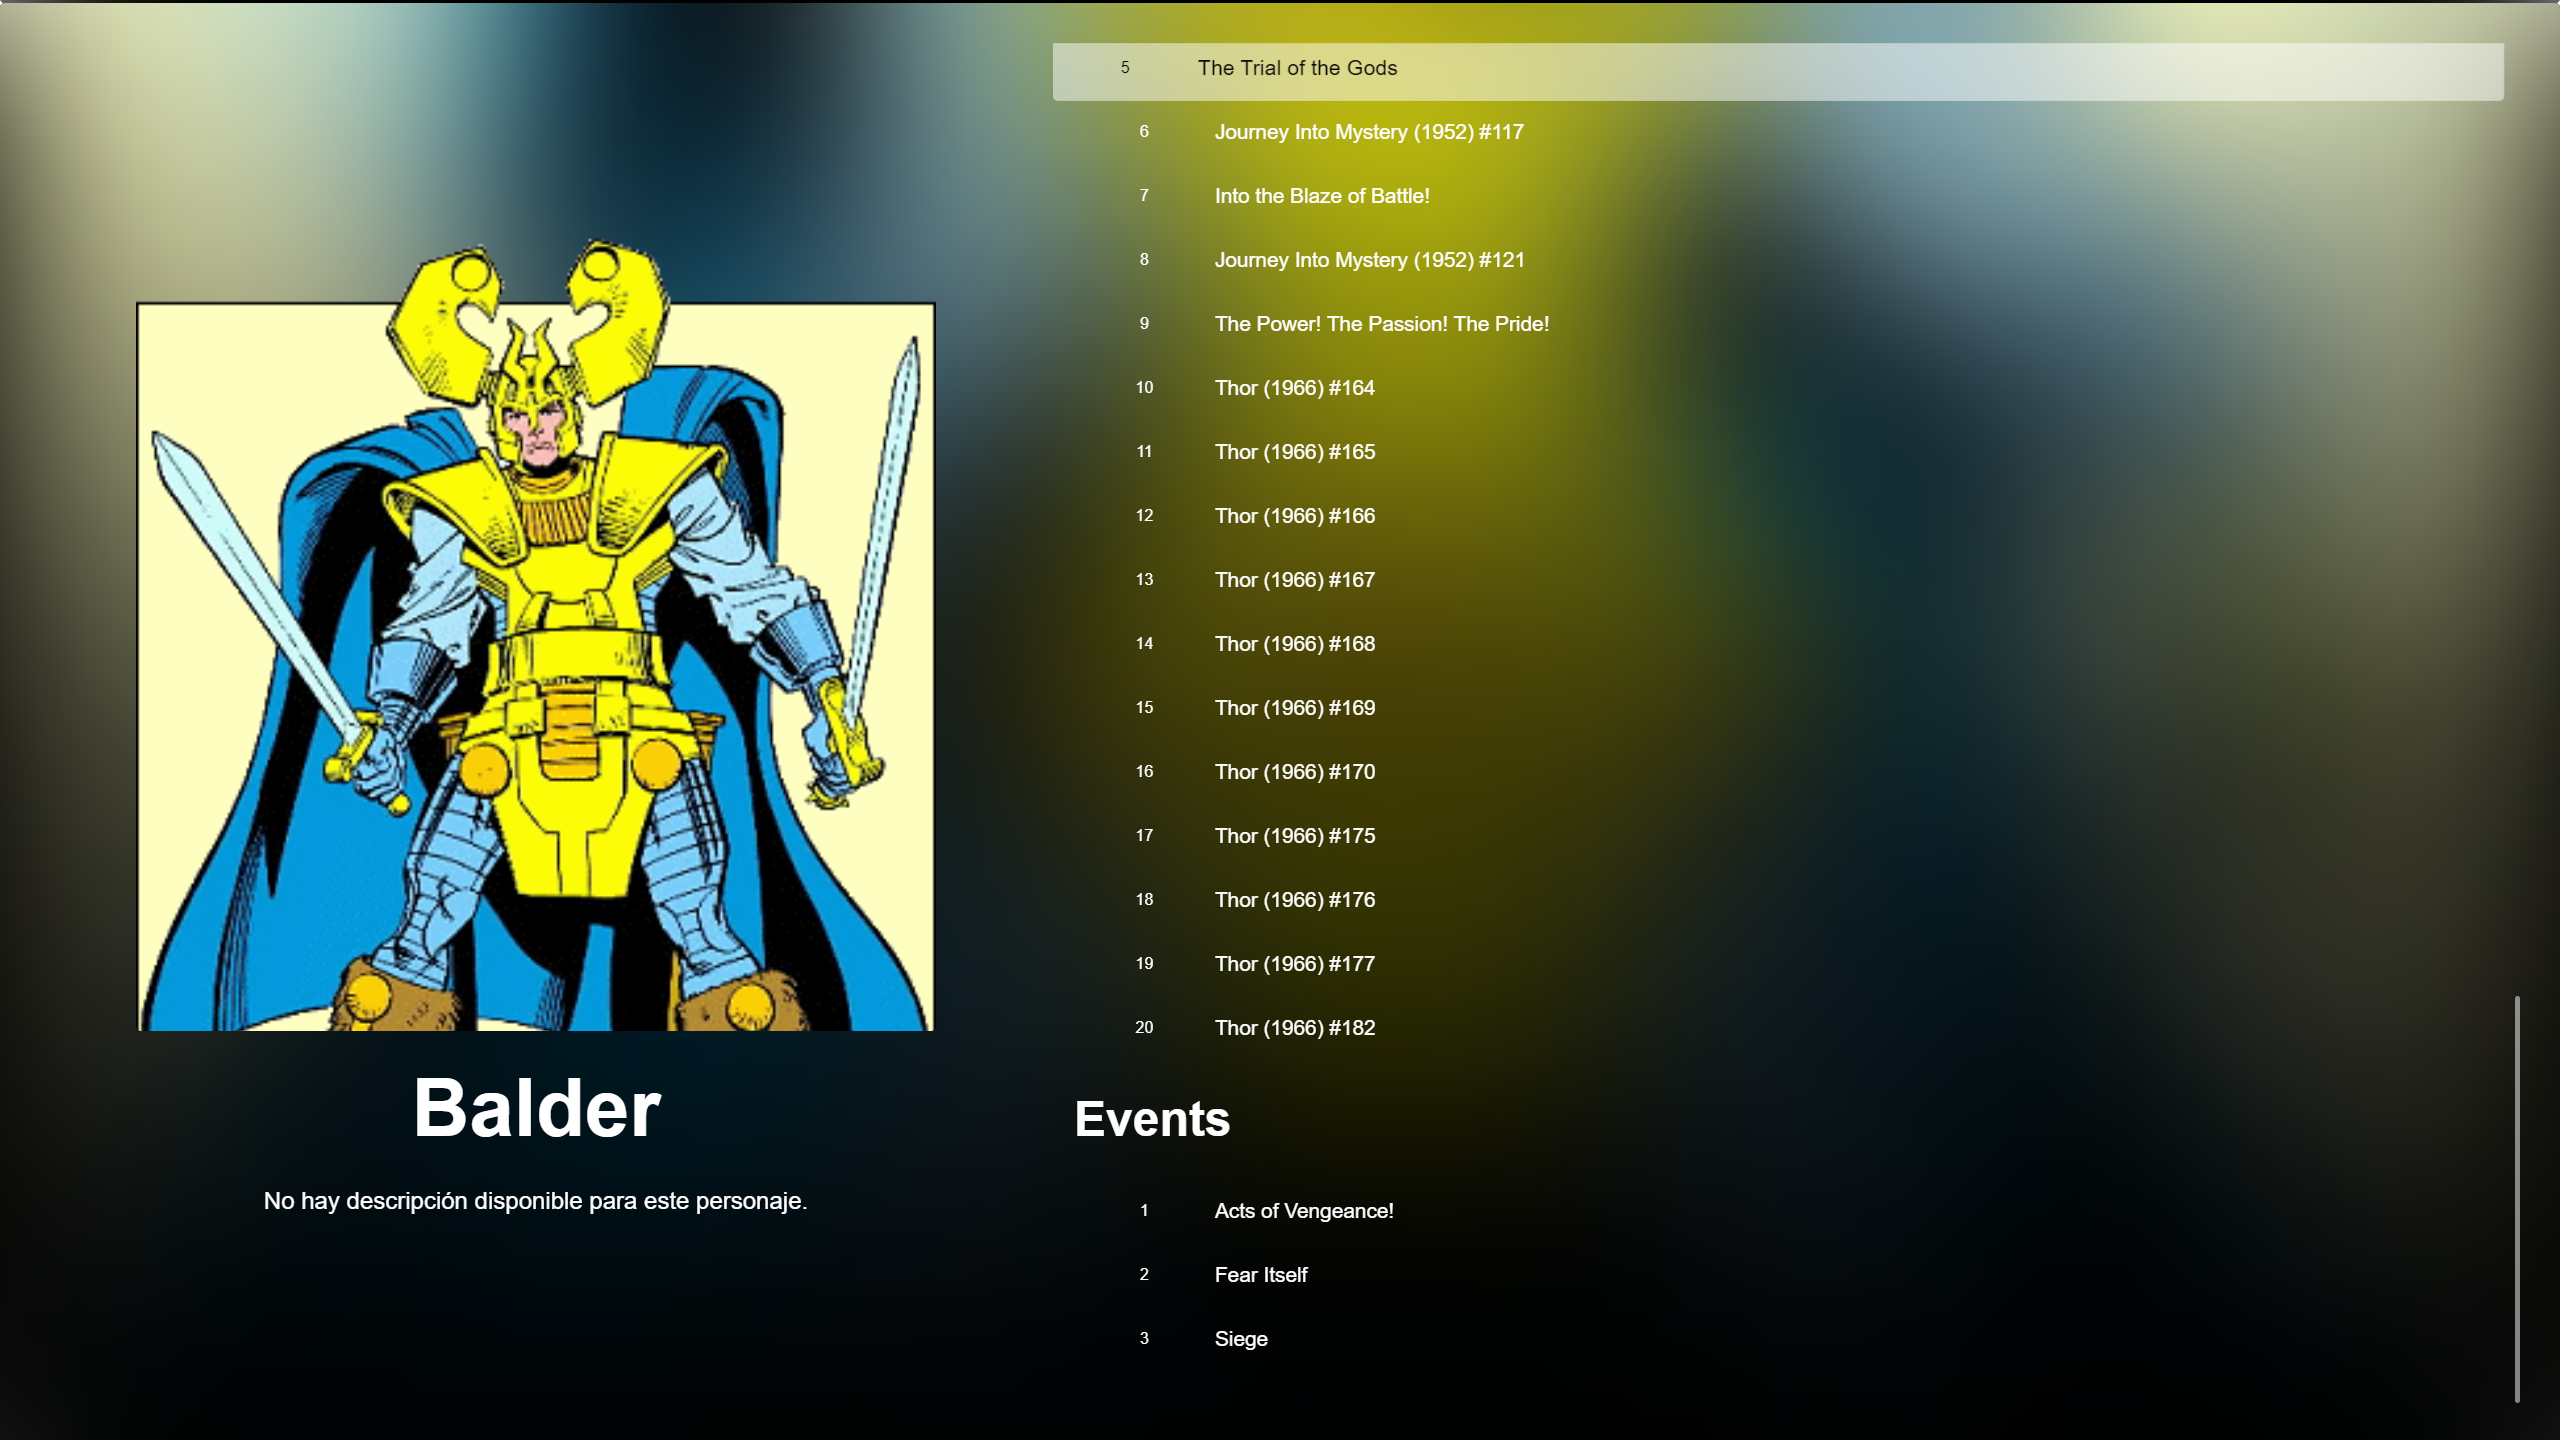 5 The Trial of the Gods
6 Journey Into Mystery (1952) #117
7 Into the Blaze of Battle!
8 Journey Into Mystery (1952) #121
9 The Power! The Passion! The Pride!
10 Thor (1966) #164
11 Thor (1966) #165
12 Thor (1966) #166
13 Thor (1966) #167
14 Thor (1966) #168
15 Thor (1966) #169
16 Thor (1966) #170
17 Thor (1966) #175
18 Thor (1966) #176
19 Thor (1966) #177
20 Thor (1966) #182
Balder
No hay descripción disponible para este personaje.
Events
1 Acts of Vengeance!
2 Fear Itself
3 Siege